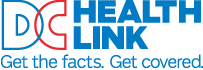 DC HEALTH
LINK
Get the facts. Get covered.